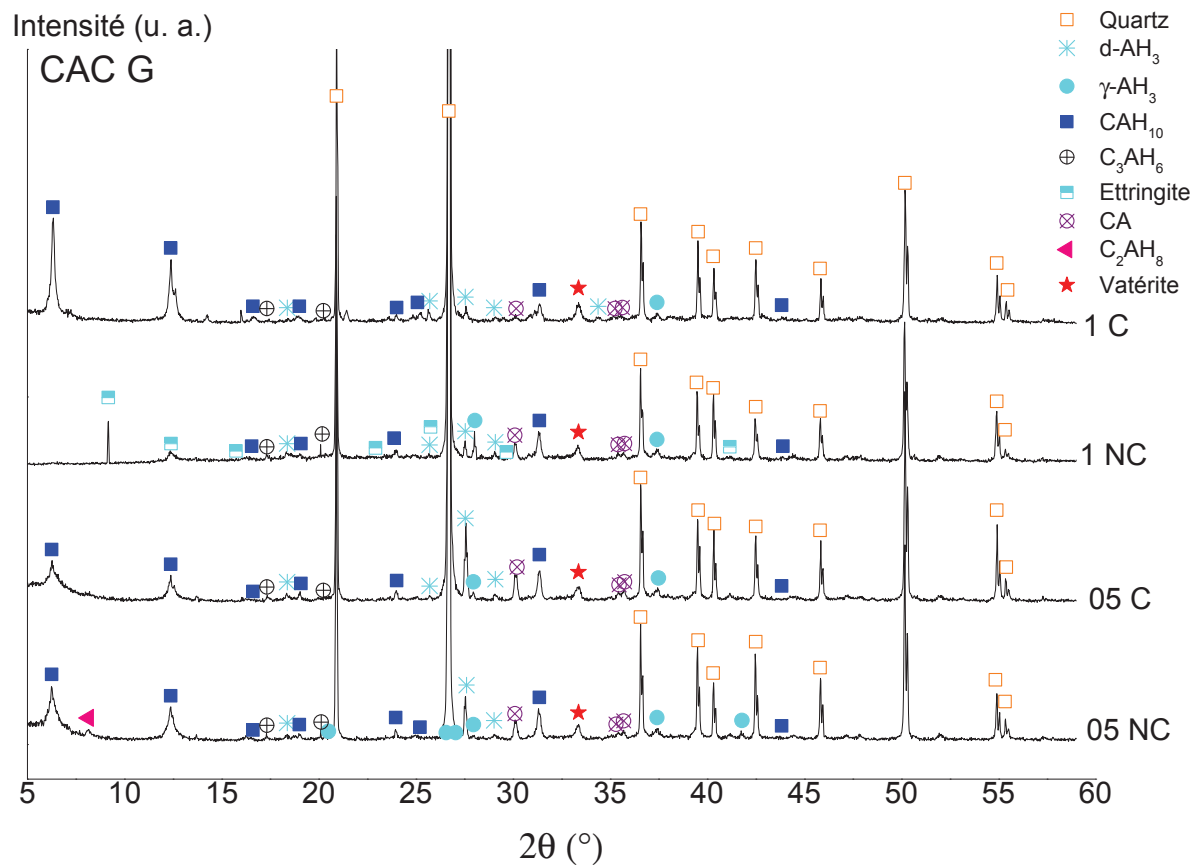 Intensité (u. a.)
CAC G
Quartz
d-AH₃
γ-AH₃
CAH₁₀
C₃AH₆
Ettringite
CA
C₂AH₈
Vatérite
1 C
1 NC
05 C
05 NC
5 10 15 20 25 30 35 40 45 50 55 60
2θ (°)